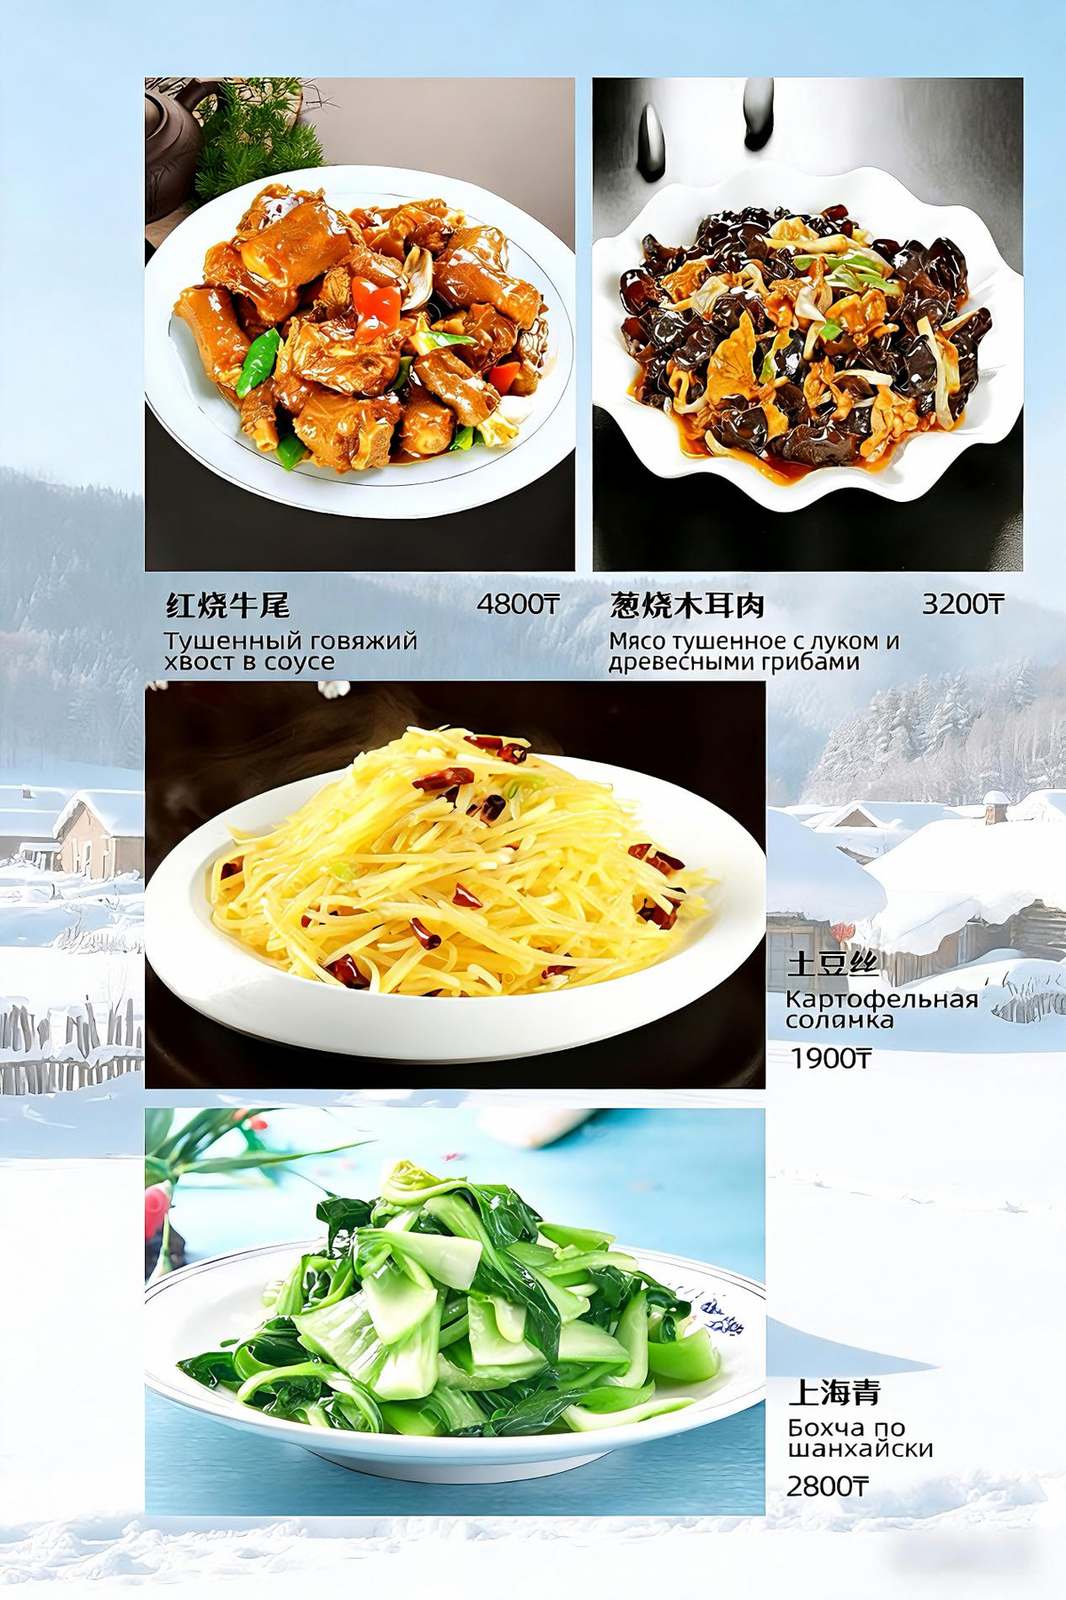 红烧牛尾 4800₸
Тушенный говяжий
хвост в соусе
葱烧木耳肉 3200₸
Мясо тушенное с луком и
древесными грибами
土豆丝
Картофельная
солямка
1900₸
上海青
Бохча по
шанхайски
2800₸